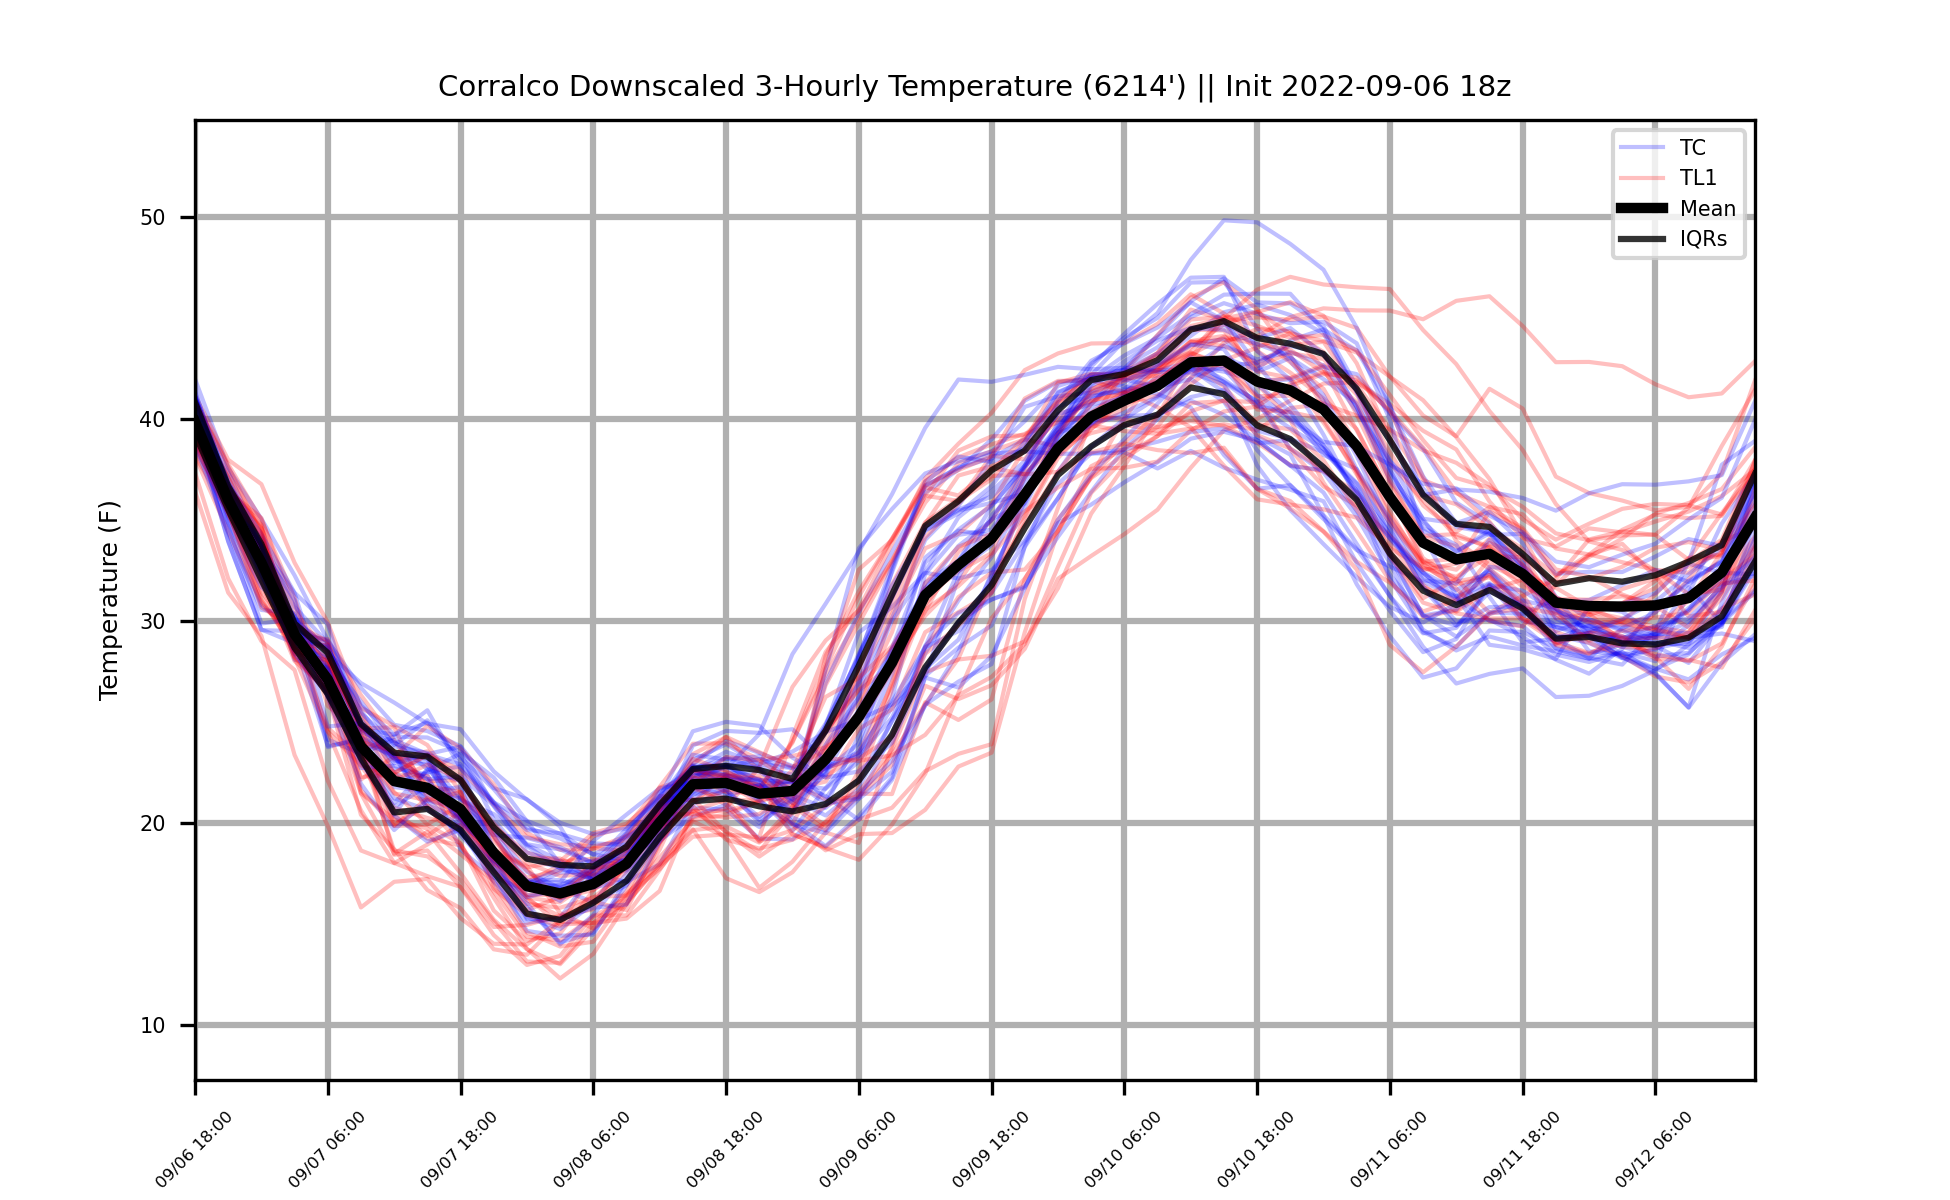 Corralco Downscaled 3-Hourly Temperature (6214') || Init 2022-09-06 18z
TC
TL1
Mean
IQRs
Temperature (F)
50
40
30
20
10
09/06 18:00
09/07 06:00
09/07 18:00
09/08 06:00
09/08 18:00
09/09 06:00
09/09 18:00
09/10 06:00
09/10 18:00
09/11 06:00
09/11 18:00
09/12 06:00